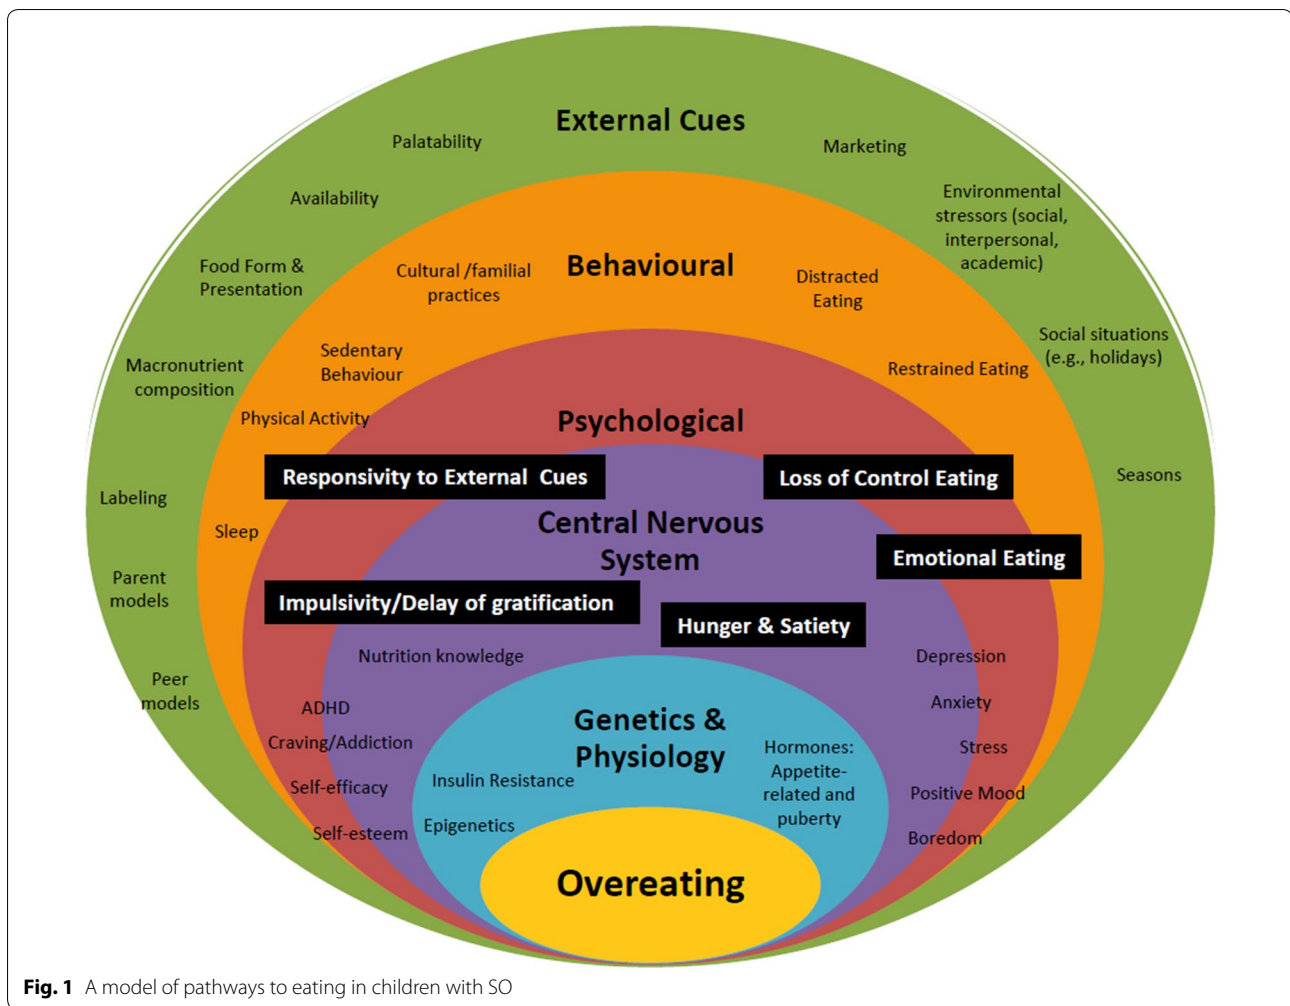 External Cues
Palatability
Marketing
Availability
Environmental
stressors (social,
interpersonal,
academic)
Food Form &
Presentation
Behavioural
Cultural /familial
practices
Distracted
Eating
Social situations
(e.g., holidays)
Macronutrient
composition
Sedentary
Behaviour
Restrained Eating
Physical Activity
Psychological
Responsivity to External Cues
Loss of Control Eating
Seasons
Labeling
Sleep
Central Nervous
System
Emotional Eating
Parent
models
Impulsivity/Delay of gratification
Hunger & Satiety
Nutrition knowledge
Depression
Peer
models
ADHD
Anxiety
Genetics &
Physiology
Craving/Addiction
Hormones:
Appetite-
related and
puberty
Stress
Insulin Resistance
Self-efficacy
Positive Mood
Self-esteem
Epigenetics
Boredom
Overeating
Fig. 1 A model of pathways to eating in children with SO